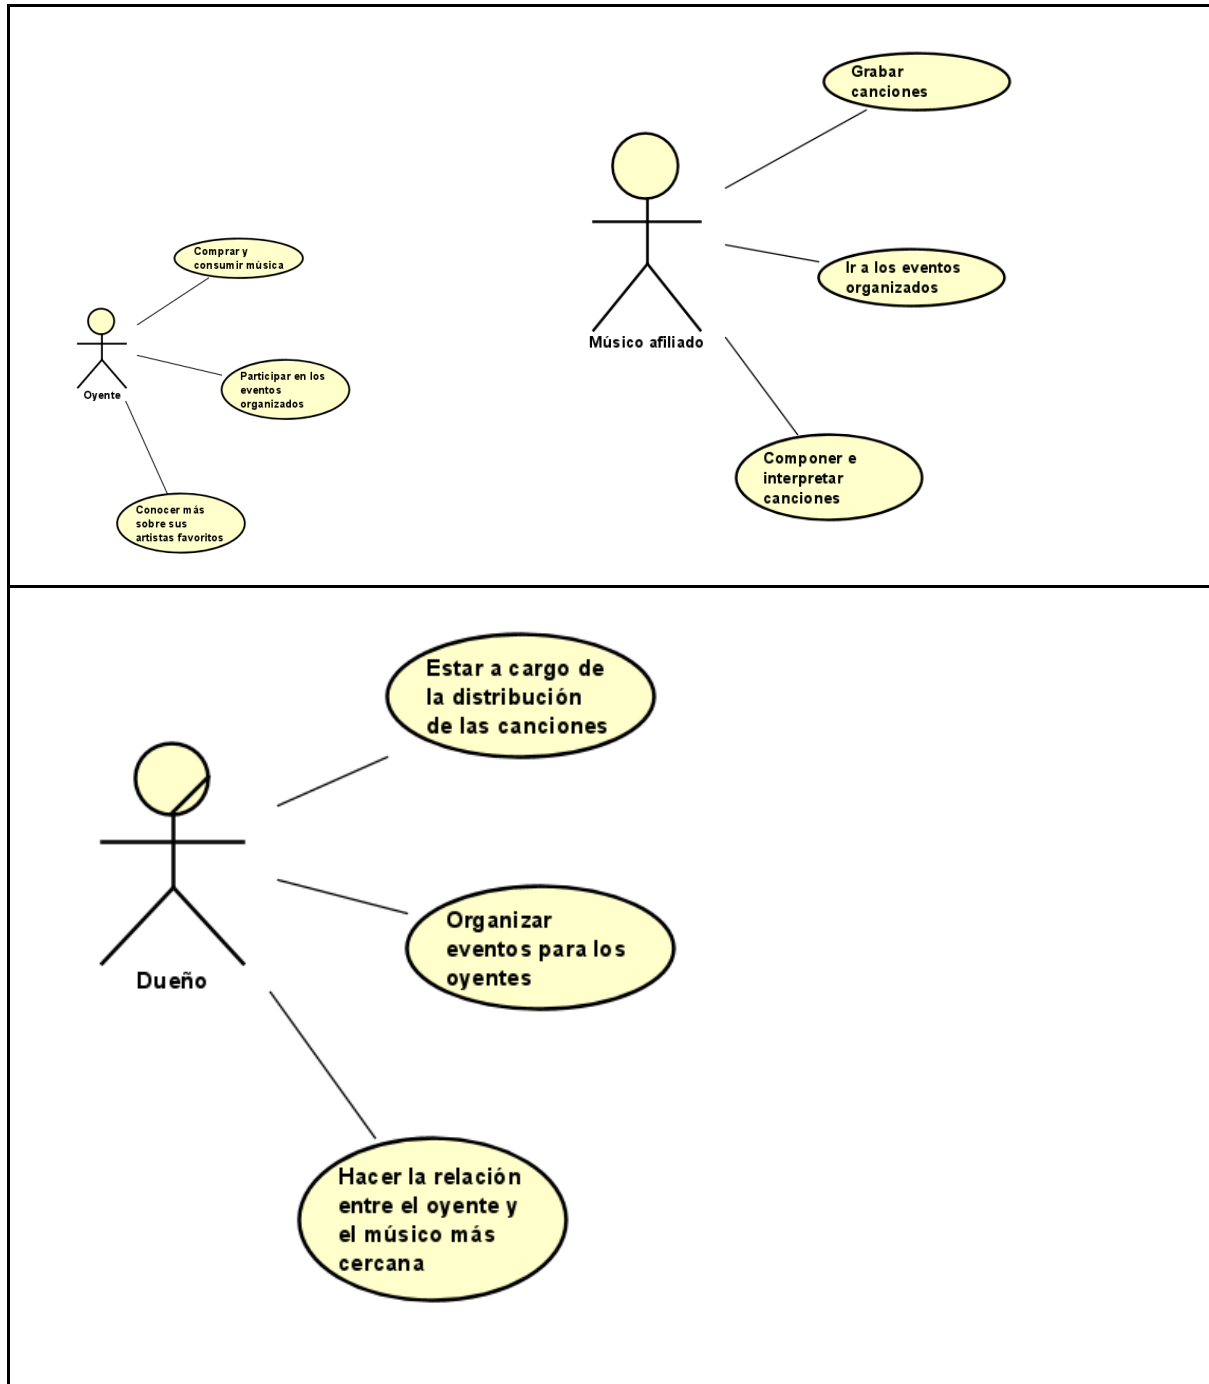 Comprar y
consumir música
Participar en los
eventos
organizados
Oyente
Conocer más
sobre sus
artistas favoritos
Grabar
canciones
Ir a los eventos
organizados
Músico afiliado
Componer e
interpretar
canciones
Estar a cargo de
la distribución
de las canciones
Organizar
eventos para los
oyentes
Dueño
Hacer la relación
entre el oyente y
el músico más
cercana